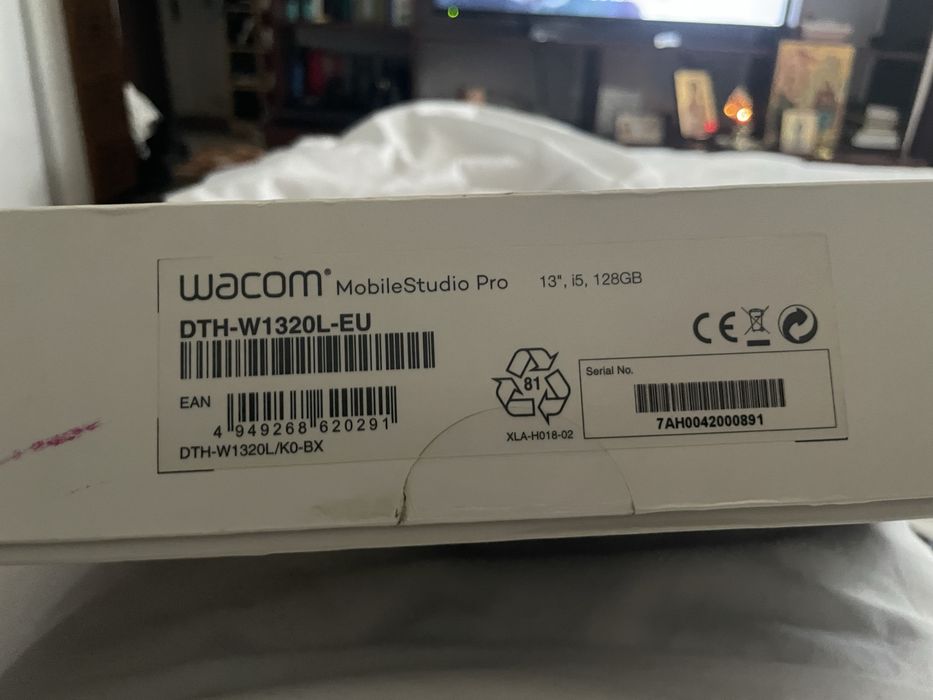 wacom® MobileStudio Pro 13", i5, 128GB
DTH-W1320L-EU
EAN
4 949268 620291
DTH-W1320L/K0-BX
81
XLA-H018-02
CE
Serial No.
7AH0042000891